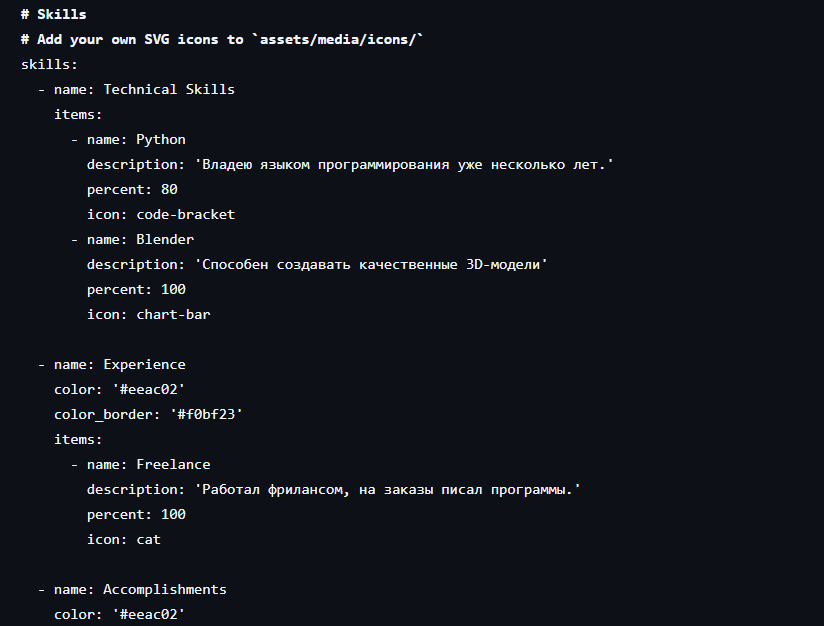 # Skills
# Add your own SVG icons to `assets/media/icons/`
skills:
  - name: Technical Skills
    items:
      - name: Python
        description: 'Владею языком программирования уже несколько лет.'
        percent: 80
        icon: code-bracket
      - name: Blender
        description: 'Способен создавать качественные 3D-модели'
        percent: 100
        icon: chart-bar
  - name: Experience
    color: '#eeac02'
    color_border: '#f0bf23'
    items:
      - name: Freelance
        description: 'Работал фрилансом, на заказы писал программы.'
        percent: 100
        icon: cat
  - name: Accomplishments
    color: '#eeac02'